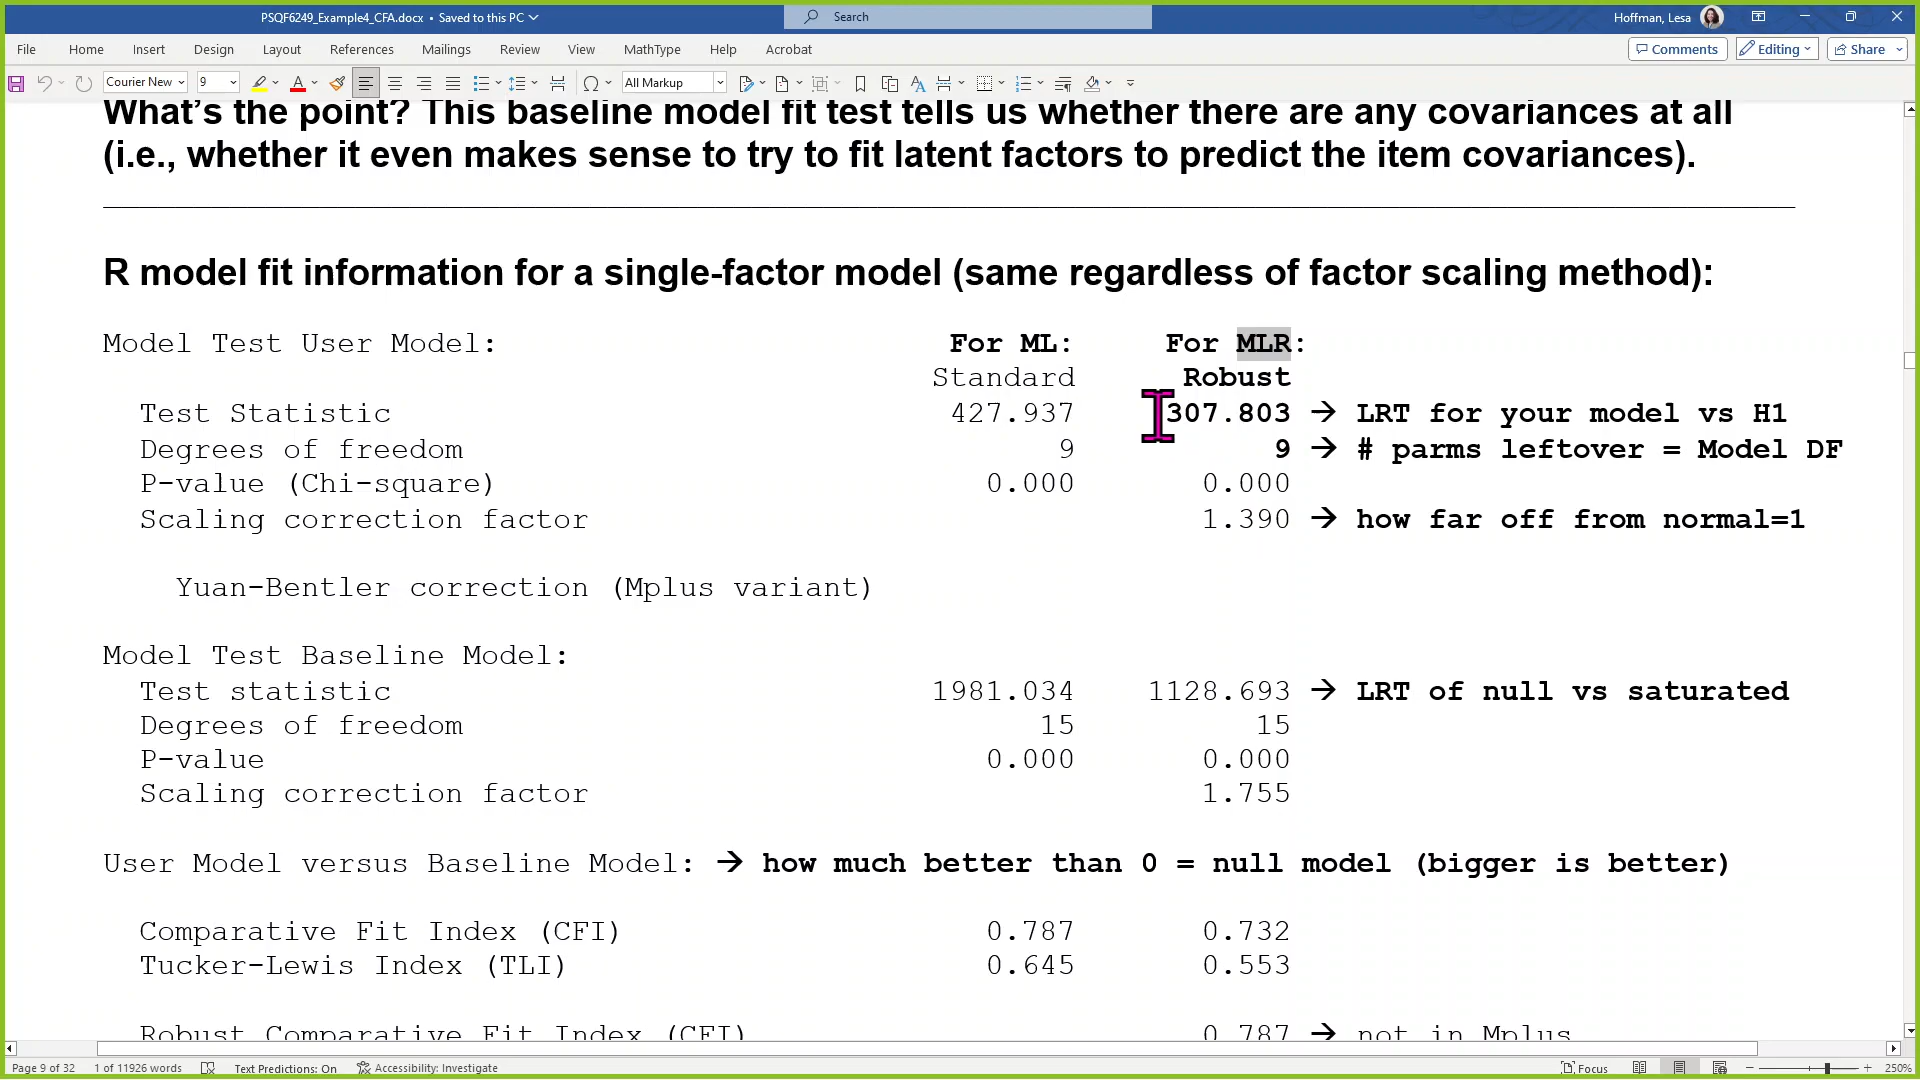 PSQF6249_Example4_CFA.docx • Saved to this PC
Search
Hoffman, Lesa
File Home Insert Design Layout References Mailings Review View MathType Help Acrobat
Comments Editing Share
Courier New 9 All Markup
What's the point? This baseline model fit test tells us whether there are any covariances at all
(i.e., whether it even makes sense to try to fit latent factors to predict the item covariances).
R model fit information for a single-factor model (same regardless of factor scaling method):
Model Test User Model: For ML: For MLR:
Standard Robust
Test Statistic 427.937 307.803 → LRT for your model vs H1
Degrees of freedom 9 9 → # parms leftover = Model DF
P-value (Chi-square) 0.000 0.000
Scaling correction factor 1.390 → how far off from normal=1
Yuan-Bentler correction (Mplus variant)
Model Test Baseline Model:
Test statistic 1981.034 1128.693 → LRT of null vs saturated
Degrees of freedom 15 15
P-value 0.000 0.000
Scaling correction factor 1.755
User Model versus Baseline Model: → how much better than 0 = null model (bigger is better)
Comparative Fit Index (CFI) 0.787 0.732
Tucker-Lewis Index (TLI) 0.645 0.553
Robust Comparative Fit Index (CFI) 0.787 → not in Mplus
Page 9 of 32 1 of 11926 words Text Predictions: On Accessibility: Investigate Focus 250%